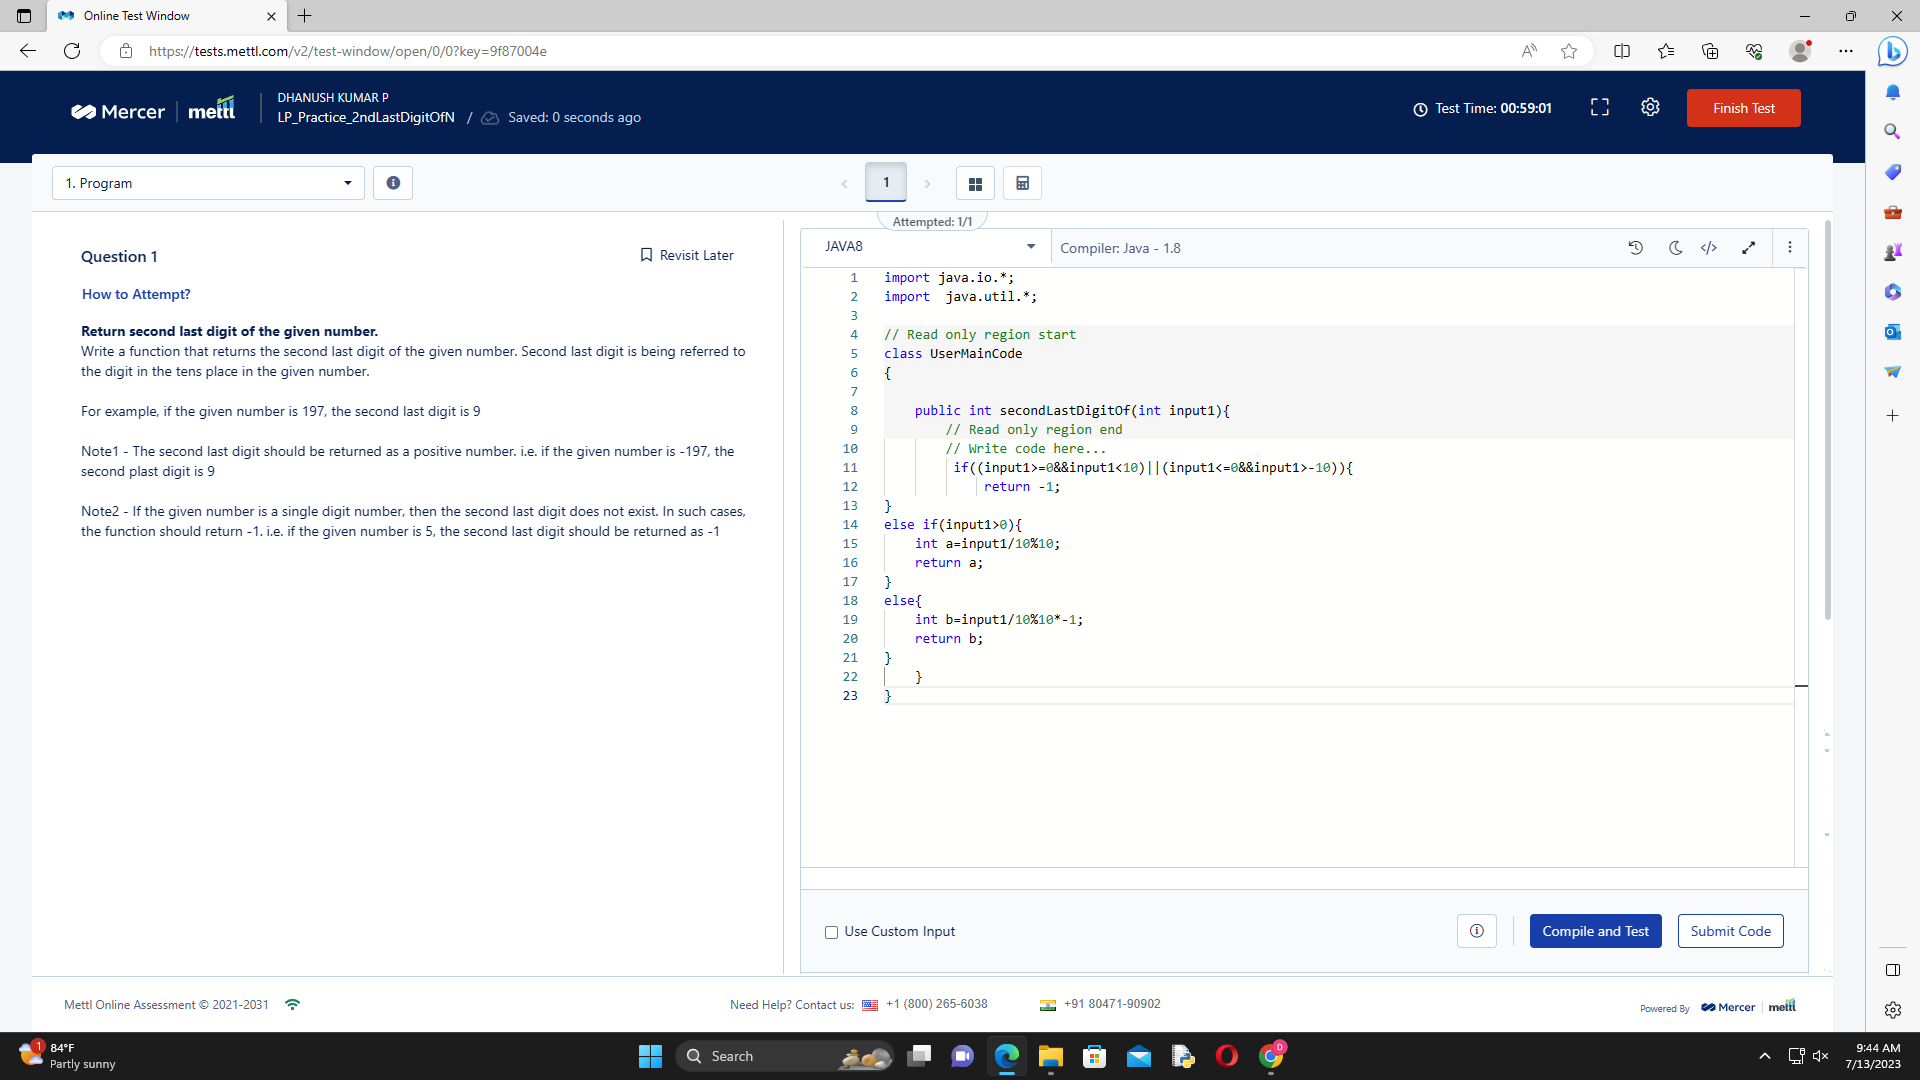 Online Test Window
https://tests.mettl.com/v2/test-window/open/0/0?key=9f87004e
Mercer | mettl
DHANUSH KUMAR P
LP_Practice_2ndLastDigitOfN / Saved: 0 seconds ago
Test Time: 00:59:01
Finish Test
1. Program
1
Attempted: 1/1
Question 1
Revisit Later
How to Attempt?
Return second last digit of the given number.
Write a function that returns the second last digit of the given number. Second last digit is being referred to
the digit in the tens place in the given number.
For example, if the given number is 197, the second last digit is 9
Note1 - The second last digit should be returned as a positive number. i.e. if the given number is -197, the
second plast digit is 9
Note2 - If the given number is a single digit number, then the second last digit does not exist. In such cases,
the function should return -1. i.e. if the given number is 5, the second last digit should be returned as -1
JAVA8
Compiler: Java - 1.8
1 import java.io.*;
2 import  java.util.*;
3
4 // Read only region start
5 class UserMainCode
6 {
7
8     public int secondLastDigitOf(int input1){
9         // Read only region end
10         // Write code here...
11          if((input1>=0&&input1<10)||(input1<=0&&input1>-10)){
12              return -1;
13 }
14 else if(input1>0){
15     int a=input1/10%10;
16     return a;
17 }
18 else{
19     int b=input1/10%10*-1;
20     return b;
21 }
22     }
23 }
Use Custom Input
Compile and Test
Submit Code
Mettl Online Assessment © 2021-2031
Need Help? Contact us: +1 (800) 265-6038
+91 80471-90902
Powered By Mercer | mettl
1
84°F
Partly sunny
Search
D
9:44 AM
7/13/2023